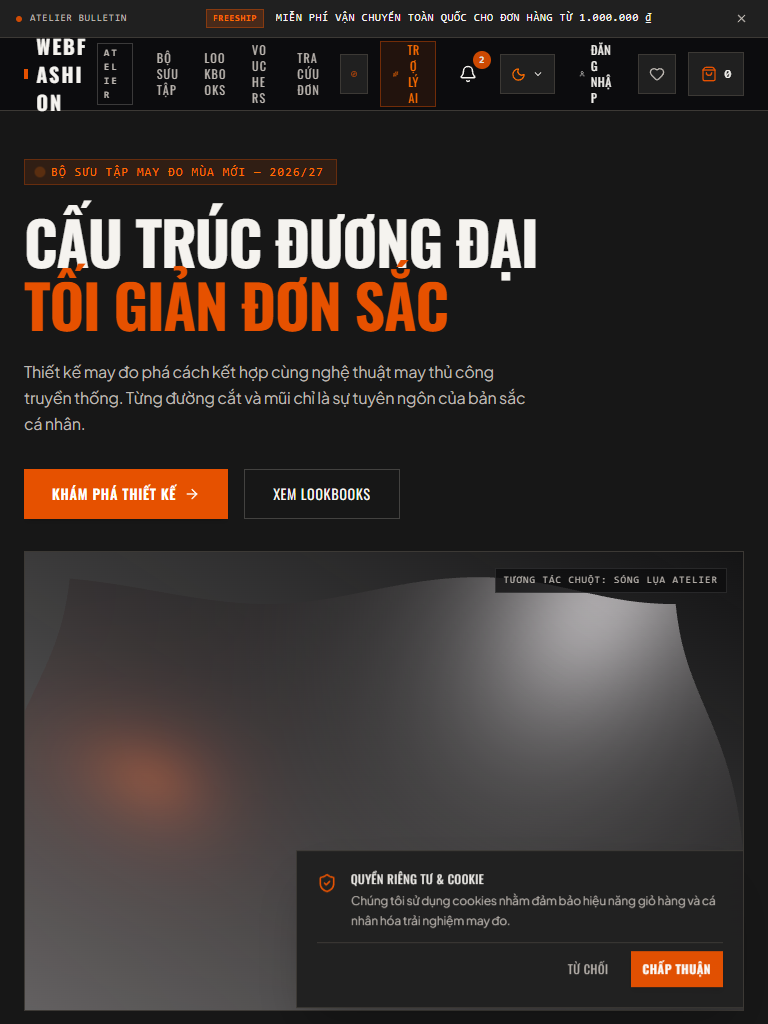 ATELIER BULLETIN
FREESHIP MIỄN PHÍ VẬN CHUYỂN TOÀN QUỐC CHO ĐƠN HÀNG TỪ 1.000.000 ₫
WEBF
ASHI
ON
AT
EL
IE
R
BỘ
SƯU
TẬP
LOO
KBO
OKS
VO
UC
HE
RS
TRA
CỨU
ĐƠN
TR
Ợ
LÝ
AI
2
ĐĂN
G
NHẬ
P
0
BỘ SƯU TẬP MAY ĐO MÙA MỚI — 2026/27
CẤU TRÚC ĐƯƠNG ĐẠI
TỐI GIẢN ĐƠN SẮC
Thiết kế may đo phá cách kết hợp cùng nghệ thuật may thủ công
truyền thống. Từng đường cắt và mũi chỉ là sự tuyên ngôn của bản sắc
cá nhân.
KHÁM PHÁ THIẾT KẾ →
XEM LOOKBOOKS
TƯƠNG TÁC CHUỘT: SÓNG LỤA ATELIER
QUYỀN RIÊNG TƯ & COOKIE
Chúng tôi sử dụng cookies nhằm đảm bảo hiệu năng giỏ hàng và cá
nhân hóa trải nghiệm may đo.
TỪ CHỐI
CHẤP THUẬN